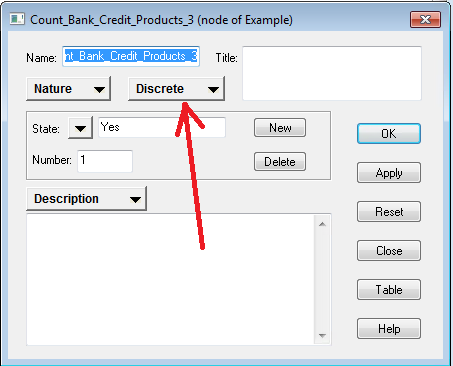 Count_Bank_Credit_Products_3 (node of Example)
Name: nt_Bank_Credit_Products_3 Title:
Nature Discrete
State: Yes New
Number: 1 Delete
Description
OK
Apply
Reset
Close
Table
Help